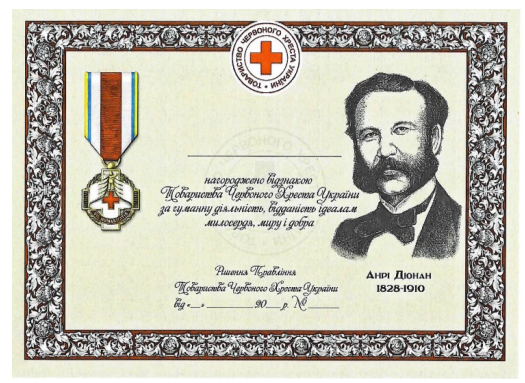 ТОВАРИСТВО ЧЕРВОНОГО ХРЕСТА УКРАЇНИ
нагороджено відзнакою
Товариства Червоного Хреста України
за гуманну діяльність, відданість ідеалам
милосердя, миру і добра
Рішення Правління
Товариства Червоного Хреста України
від «__» ________ 20__ р. № ____
АНРІ ДЮНАН
1828-1910